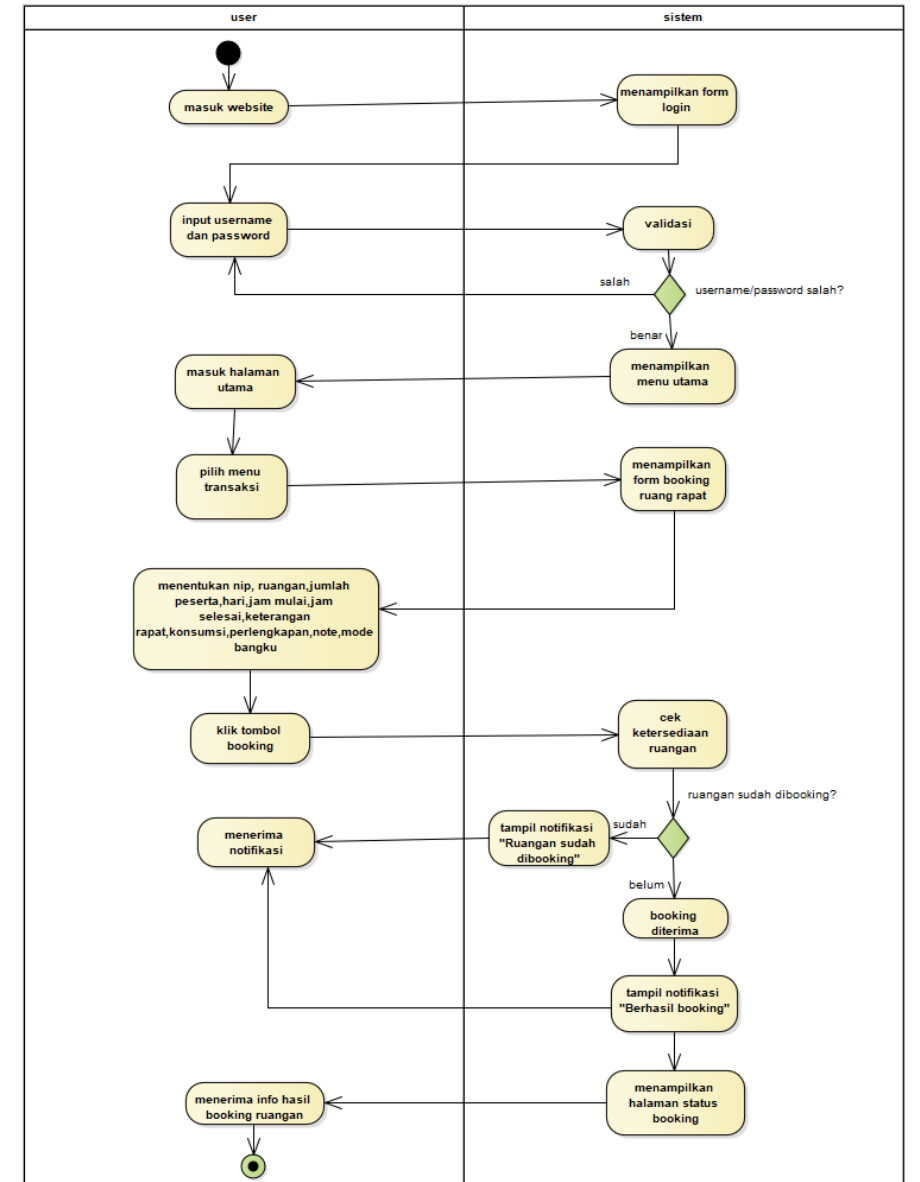 user
sistem
masuk website
menampilkan form
login
input username
dan password
validasi
salah
username/password salah?
benar
masuk halaman
utama
menampilkan
menu utama
pilih menu
transaksi
menampilkan
form booking
ruang rapat
menentukan nip, ruangan,jumlah
peserta,hari,jam mulai,jam
selesai,keterangan
rapat,konsumsi,perlengkapan,note,mode
bangku
klik tombol
booking
cek
ketersediaan
ruangan
ruangan sudah dibooking?
menerima
notifikasi
tampil notifikasi
"Ruangan sudah
dibooking"
sudah
belum
booking
diterima
tampil notifikasi
"Berhasil booking"
menerima info hasil
booking ruangan
menampilkan
halaman status
booking